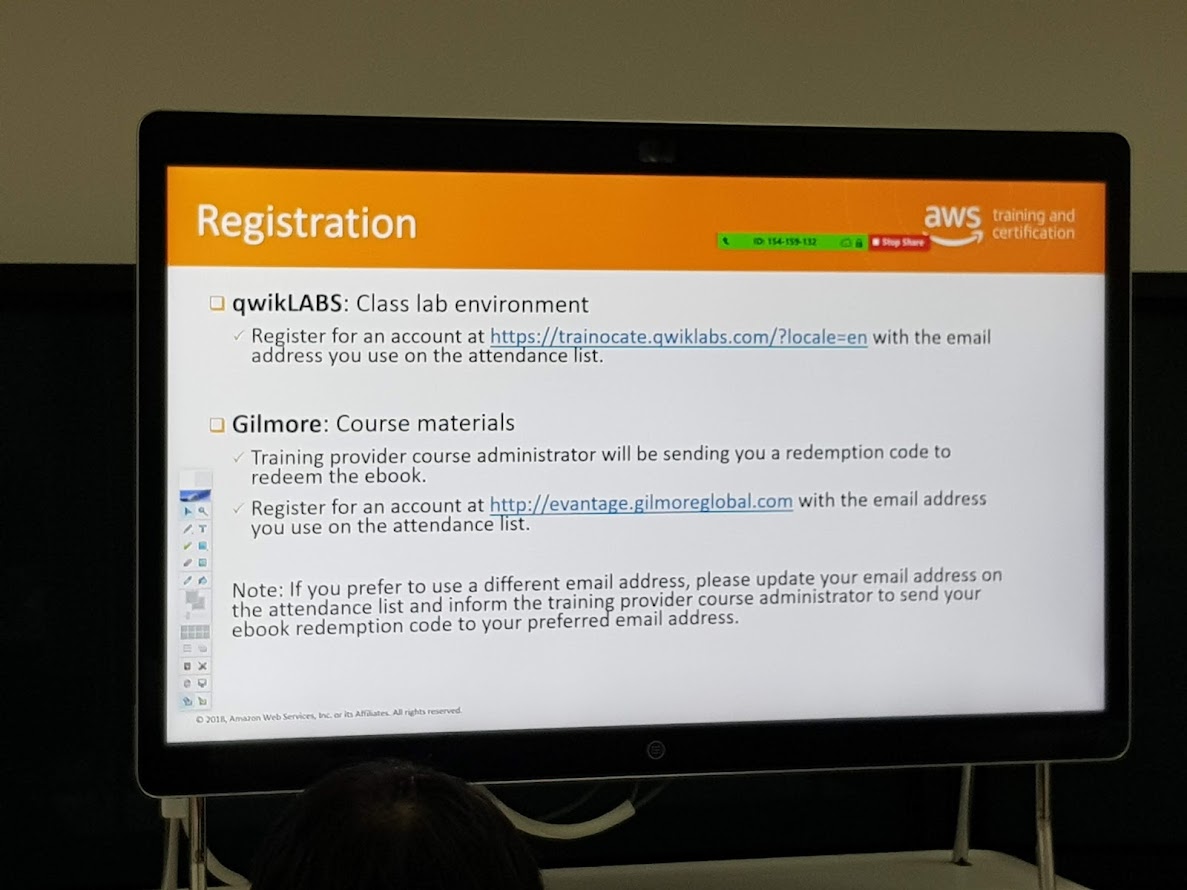 Registration
aws training and certification
ID: 154-159-132 Stop Share
qwikLABS: Class lab environment
Register for an account at https://trainocate.qwiklabs.com/?locale=en with the email
address you use on the attendance list.
Gilmore: Course materials
Training provider course administrator will be sending you a redemption code to
redeem the ebook.
Register for an account at http://evantage.gilmoreglobal.com with the email address
you use on the attendance list.
Note: If you prefer to use a different email address, please update your email address on
the attendance list and inform the training provider course administrator to send your
ebook redemption code to your preferred email address.
© 2018, Amazon Web Services, Inc. or its Affiliates. All rights reserved.